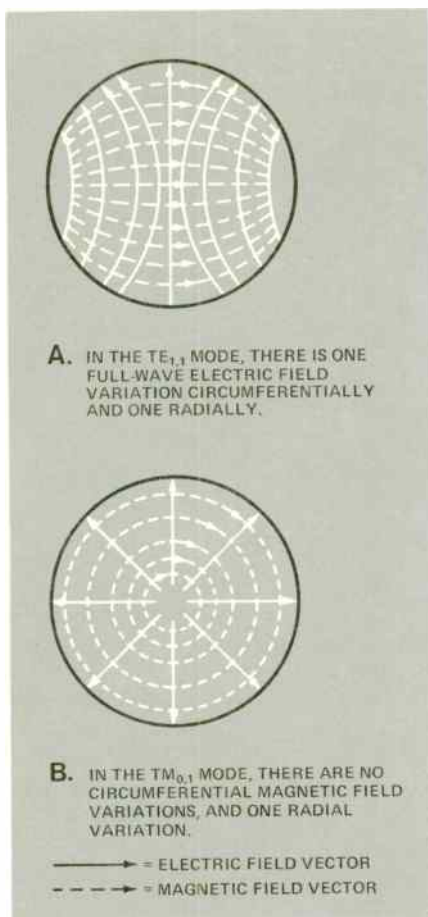 A. IN THE TE1,1 MODE, THERE IS ONE
FULL-WAVE ELECTRIC FIELD
VARIATION CIRCUMFERENTIALLY
AND ONE RADIALLY.
B. IN THE TM0,1 MODE, THERE ARE NO
CIRCUMFERENTIAL MAGNETIC FIELD
VARIATIONS, AND ONE RADIAL
VARIATION.
= ELECTRIC FIELD VECTOR
= MAGNETIC FIELD VECTOR